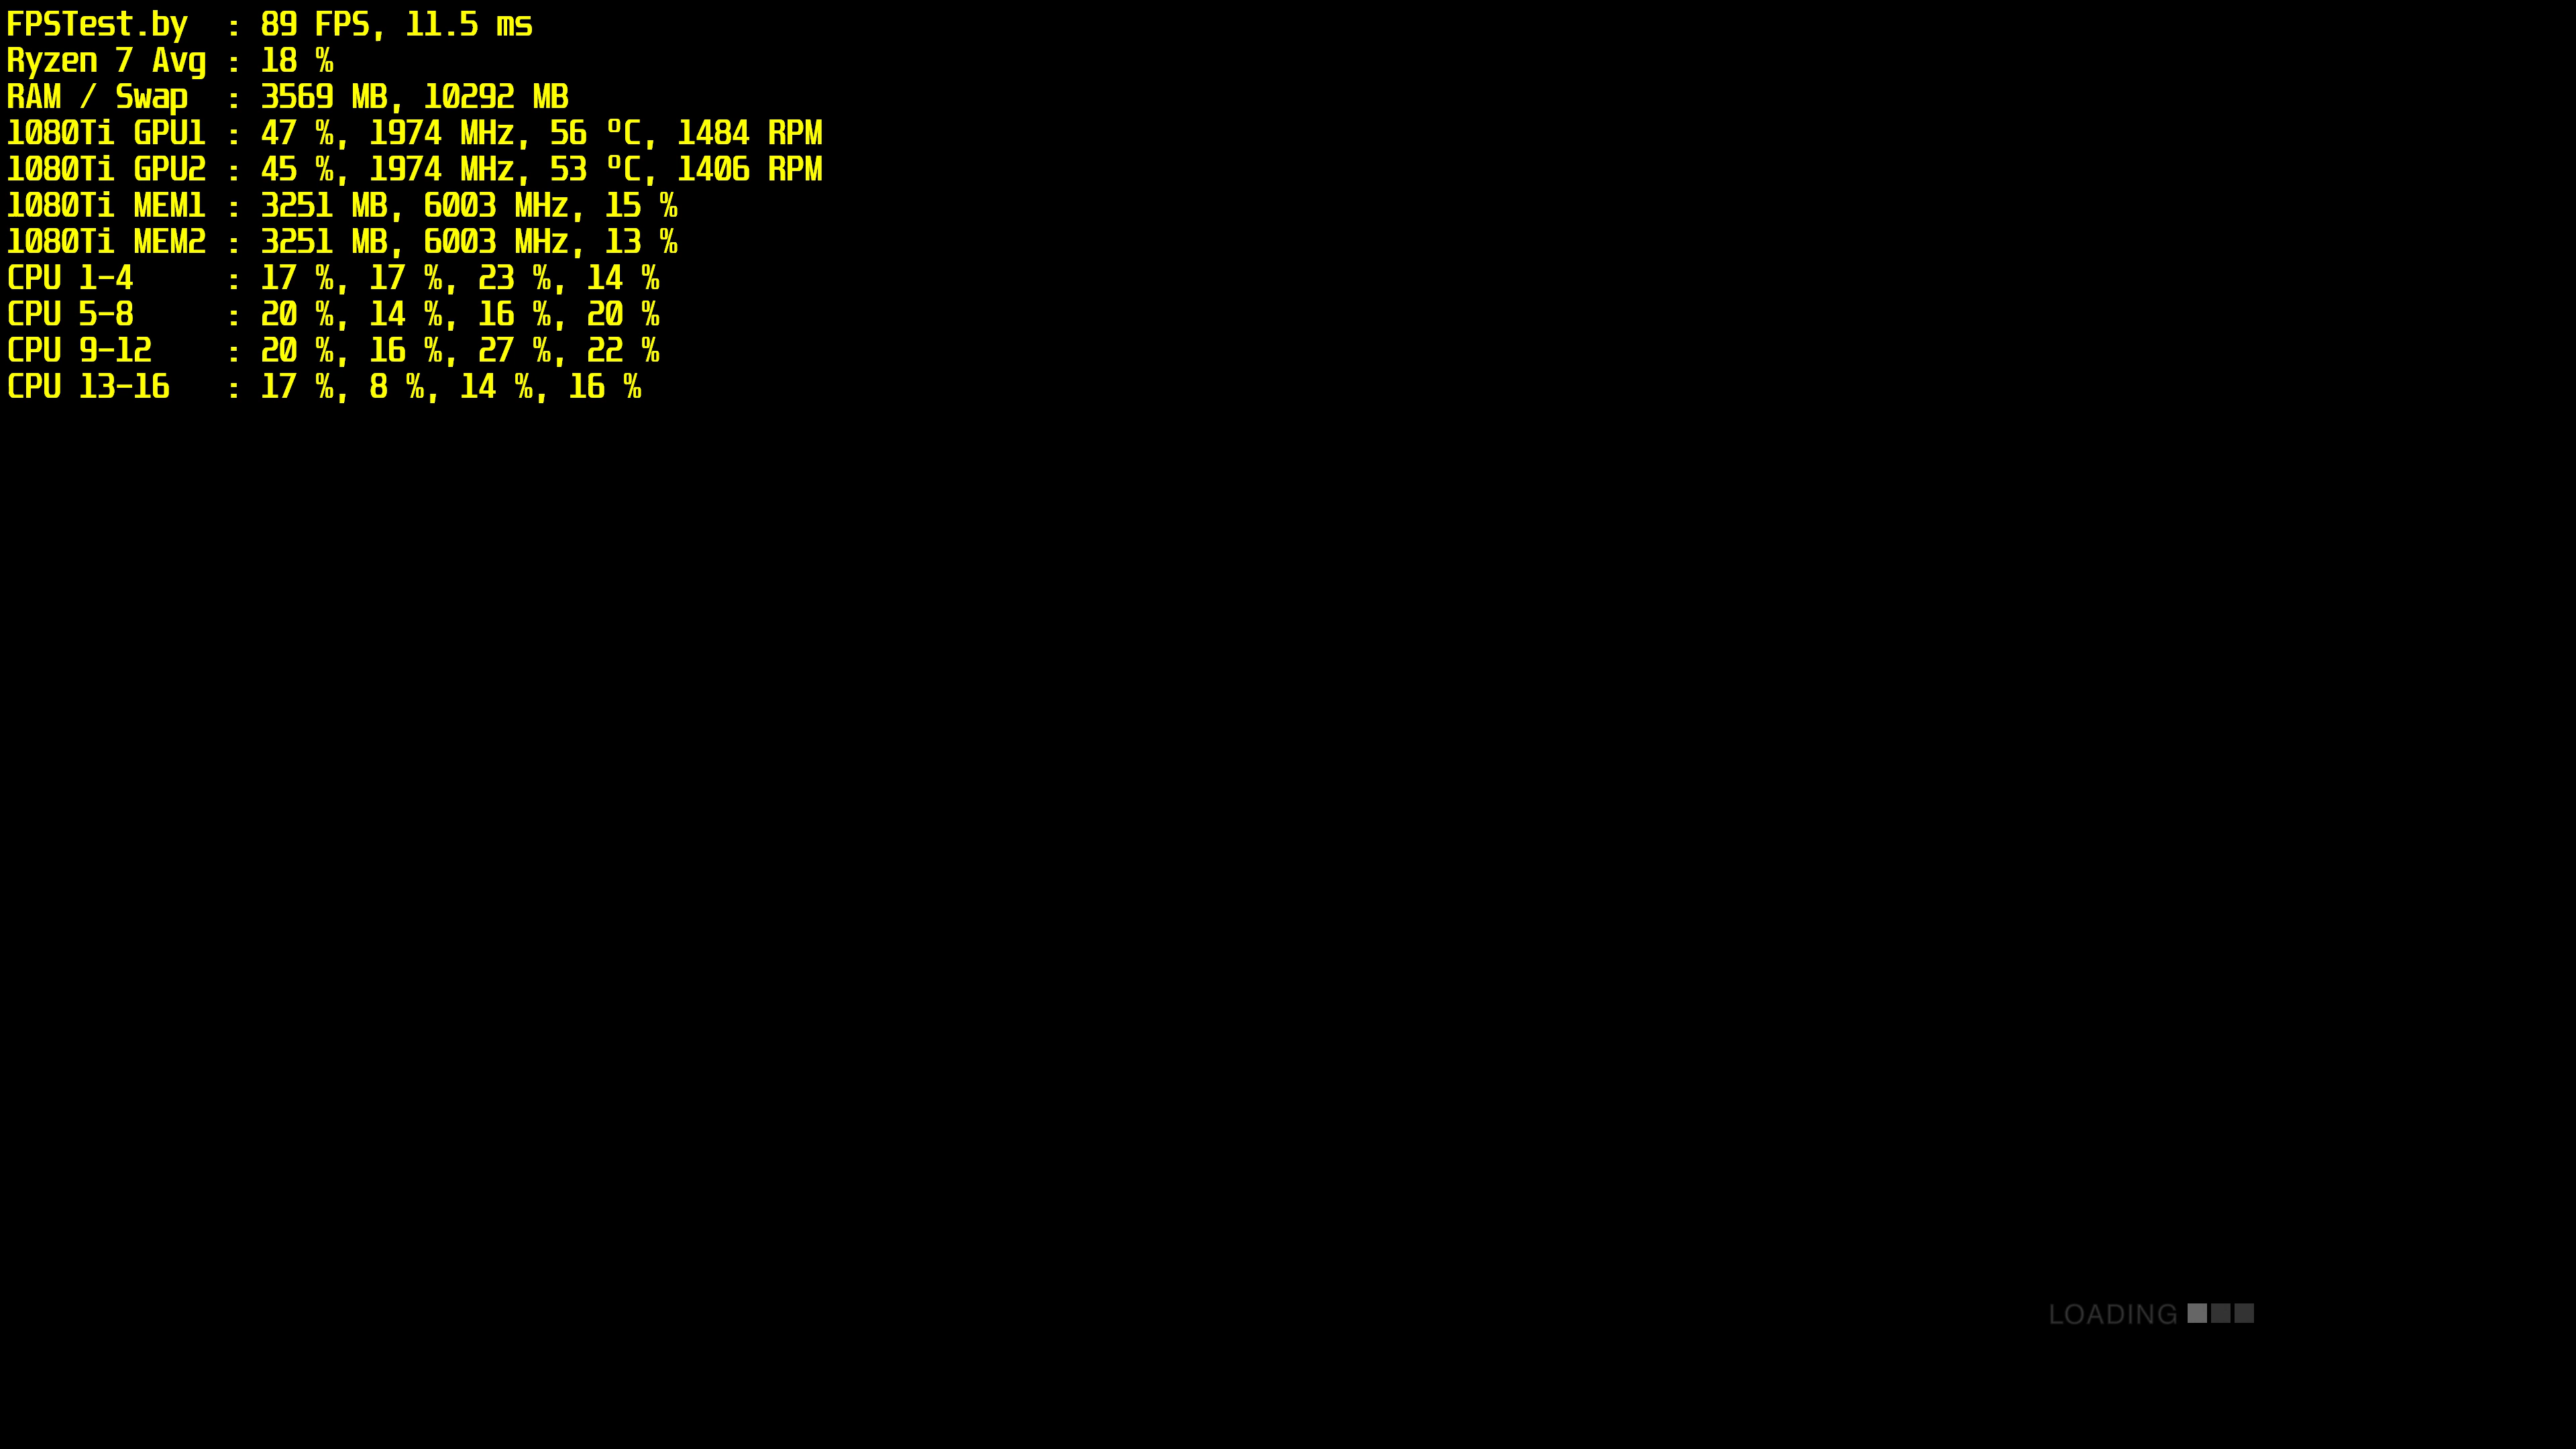 FPSTest.by : 89 FPS, 11.5 ms
Ryzen 7 Avg : 18 %
RAM / Swap : 3569 MB, 10292 MB
1080Ti GPU1 : 47 %, 1974 MHz, 56 ºC, 1484 RPM
1080Ti GPU2 : 45 %, 1974 MHz, 53 ºC, 1406 RPM
1080Ti MEM1 : 3251 MB, 6003 MHz, 15 %
1080Ti MEM2 : 3251 MB, 6003 MHz, 13 %
CPU 1-4 : 17 %, 17 %, 23 %, 14 %
CPU 5-8 : 20 %, 14 %, 16 %, 20 %
CPU 9-12 : 20 %, 16 %, 27 %, 22 %
CPU 13-16 : 17 %, 8 %, 14 %, 16 %
LOADING